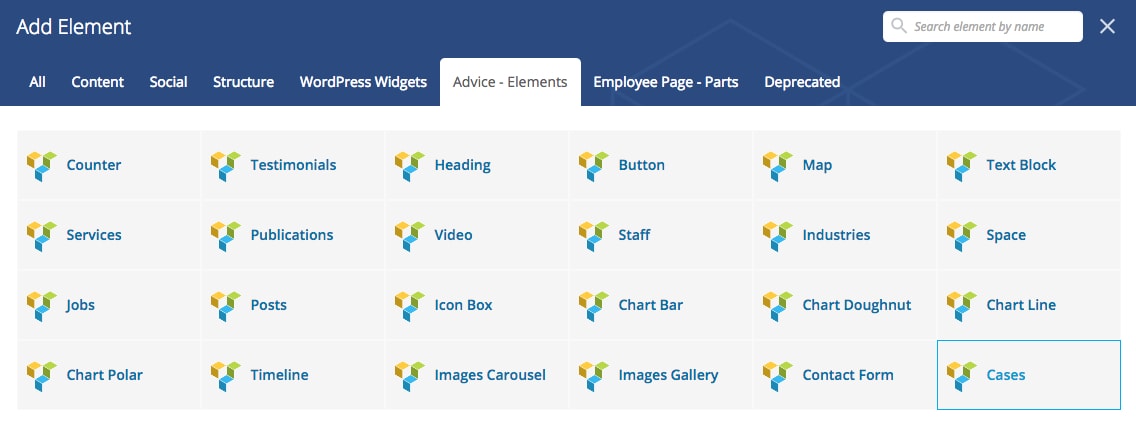 Add Element
Search element by name
All Content Social Structure WordPress Widgets Advice - Elements Employee Page - Parts Deprecated
Counter Testimonials Heading Button Map Text Block
Services Publications Video Staff Industries Space
Jobs Posts Icon Box Chart Bar Chart Doughnut Chart Line
Chart Polar Timeline Images Carousel Images Gallery Contact Form Cases